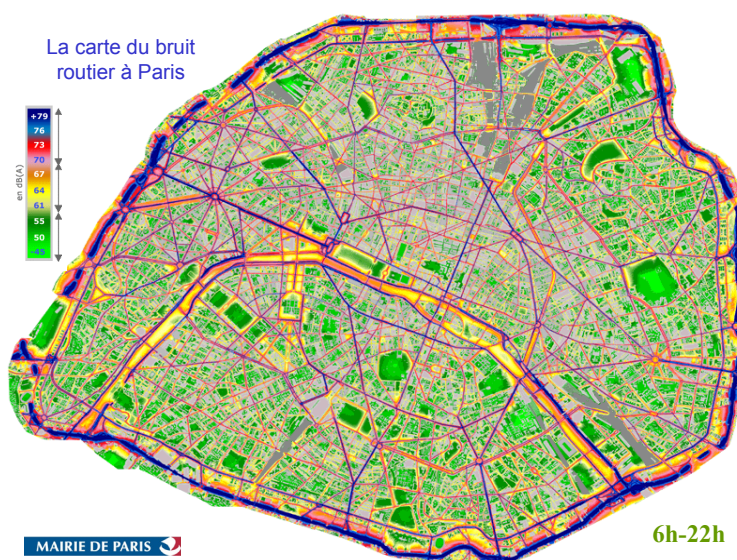 La carte du bruit
routier à Paris
en dB(A)
+79
76
73
70
67
64
61
55
50
-45
6h-22h
MAIRIE DE PARIS